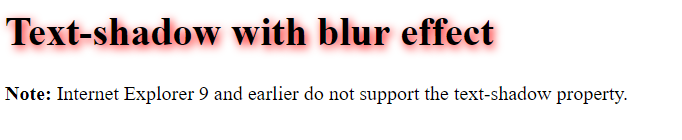 Text-shadow with blur effect
Note: Internet Explorer 9 and earlier do not support the text-shadow property.